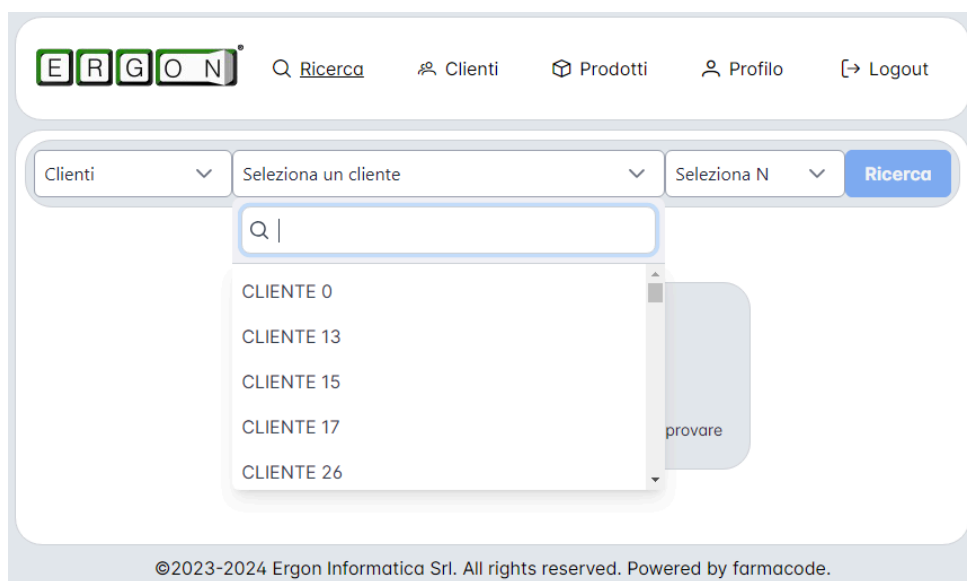 ERGON® Ricerca Clienti Prodotti Profilo Logout
Clienti Seleziona un cliente Seleziona N Ricerca
CLIENTE 0
CLIENTE 13
CLIENTE 15
CLIENTE 17
provare
CLIENTE 26
©2023-2024 Ergon Informatica Srl. All rights reserved. Powered by farmacode.